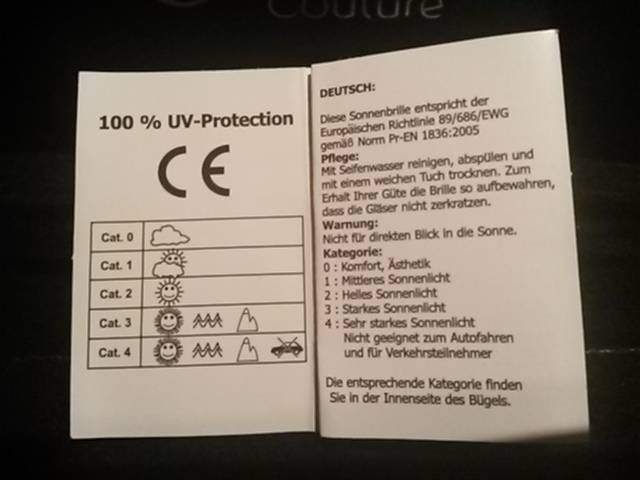 Couture
100 % UV-Protection
CE
Cat. 0
Cat. 1
Cat. 2
Cat. 3
Cat. 4
DEUTSCH:
Diese Sonnenbrille entspricht der
Europäischen Richtlinie 89/686/EWG
gemäß Norm Pr-EN 1836:2005
Pflege:
Mit Seifenwasser reinigen, abspülen und
mit einem weichen Tuch trocknen. Zum
Erhalt Ihrer Güte die Brille so aufbewahren,
dass die Gläser nicht zerkratzen.
Warnung:
Nicht für direkten Blick in die Sonne.
Kategorie:
0 : Komfort, Ästhetik
1 : Mittleres Sonnenlicht
2 : Helles Sonnenlicht
3 : Starkes Sonnenlicht
4 : Sehr starkes Sonnenlicht
Nicht geeignet zum Autofahren
und für Verkehrsteilnehmer
Die entsprechende Kategorie finden
Sie in der Innenseite des Bügels.